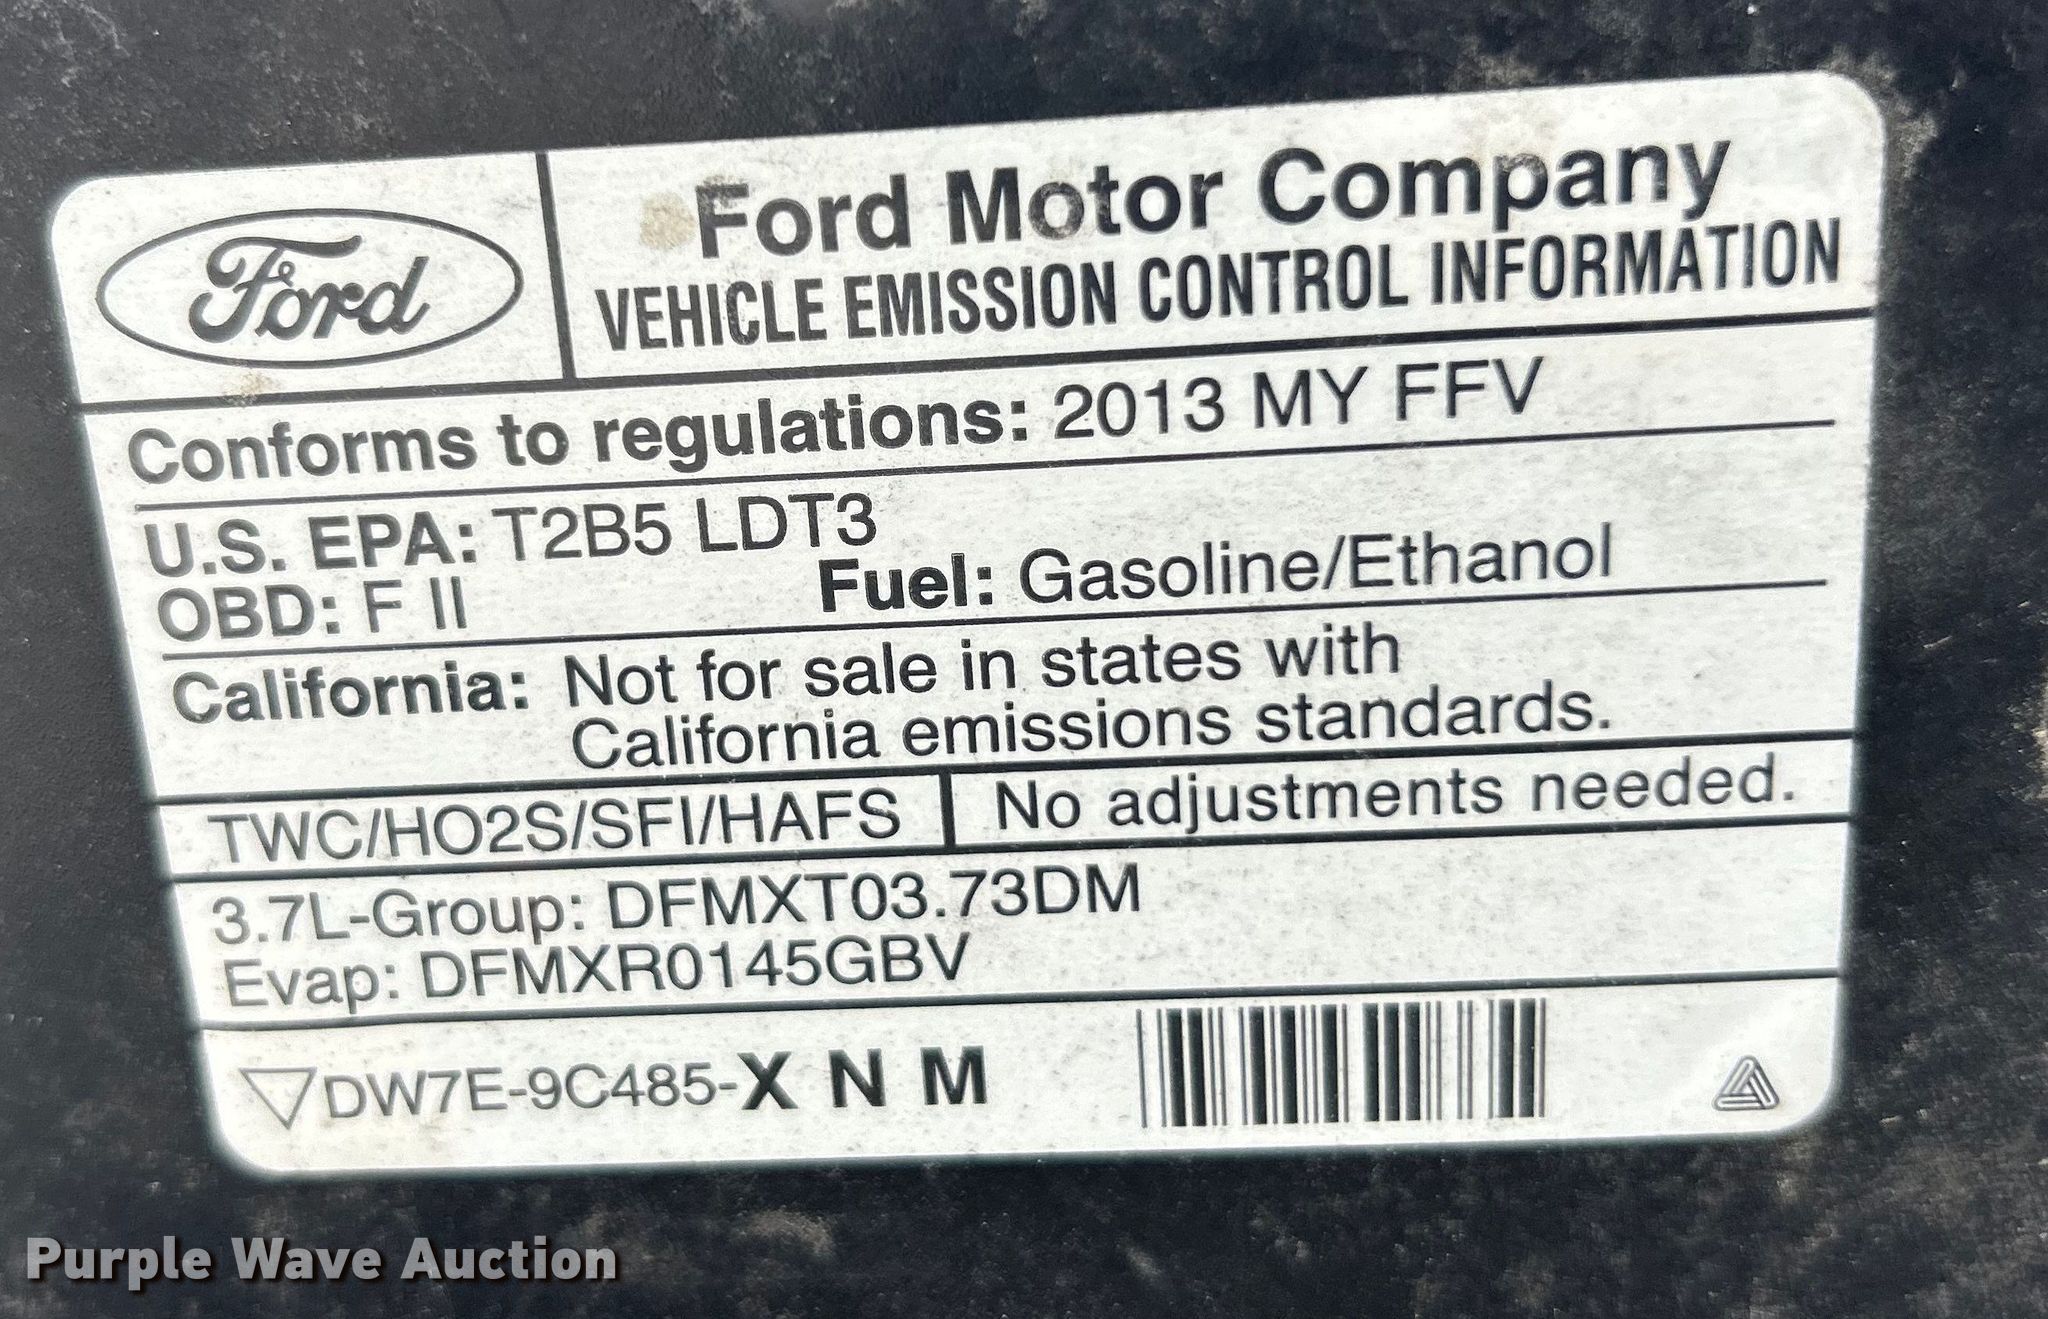 Ford
Ford Motor Company
VEHICLE EMISSION CONTROL INFORMATION
Conforms to regulations: 2013 MY FFV
U.S. EPA: T2B5 LDT3
OBD: F II
Fuel: Gasoline/Ethanol
California: Not for sale in states with
California emissions standards.
TWC/HO2S/SFI/HAFS
No adjustments needed.
3.7L-Group: DFMXT03.73DM
Evap: DFMXR0145GBV
DW7E-9C485-X N M
Purple Wave Auction